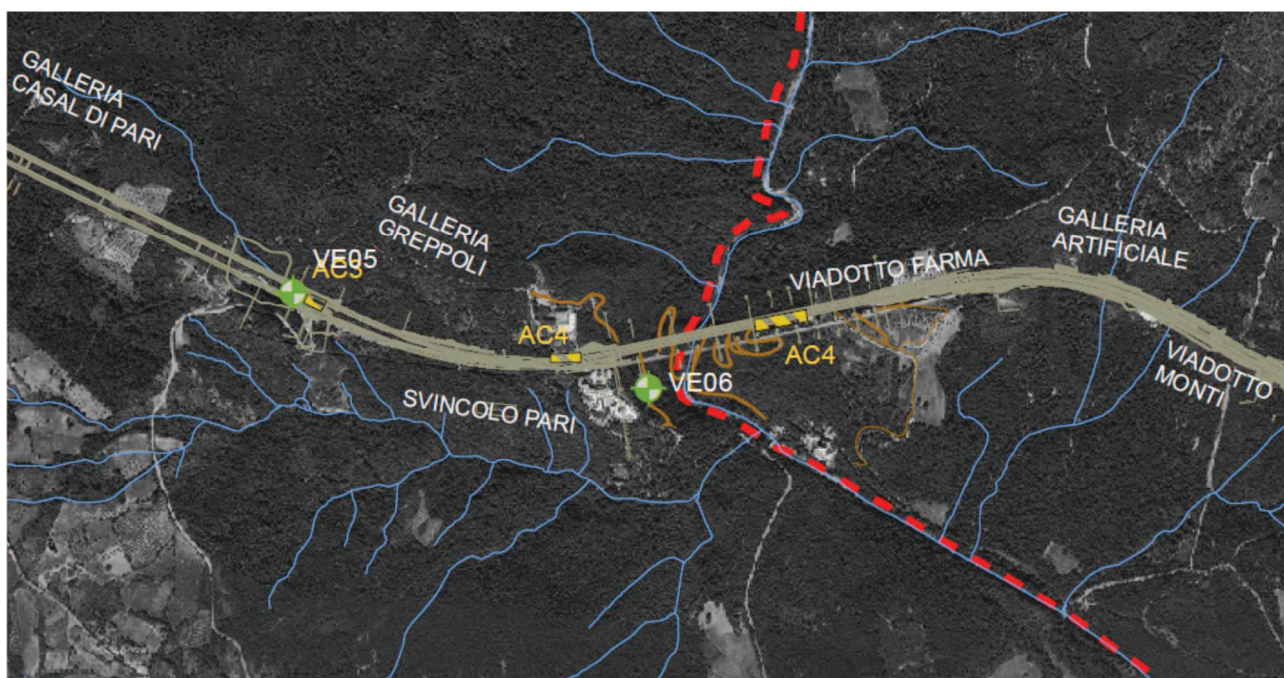 GALLERIA
CASAL DI PARI
VE05
AC3
GALLERIA
GREPPOLI
GALLERIA
ARTIFICIALE
VIADOTTO FARMA
AC4
AC4
VE06
SVINCOLO PARI
VIADOTTO
MONTI